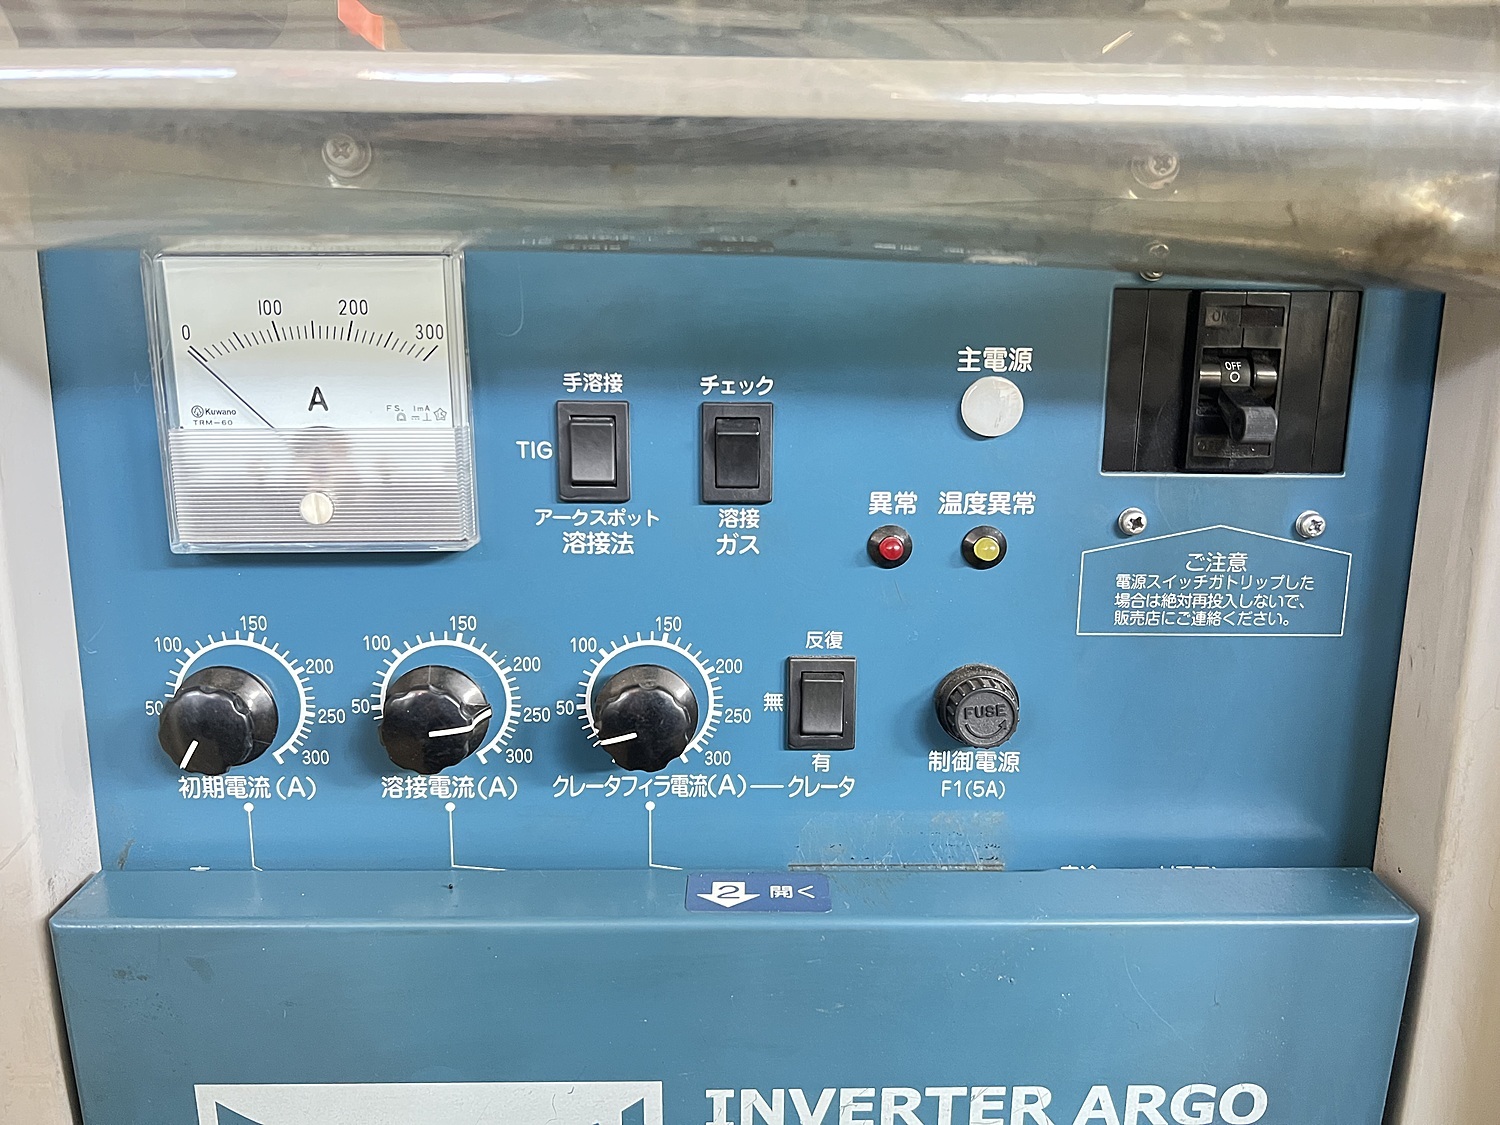 0 100 200 300
A
Kuwano
TRM-60
FS. 1mA
手溶接
TIG
アークスポット
溶接法
チェック
溶接
ガス
主電源
異常
温度異常
ON
OFF
ご注意
電源スイッチガトリップした
場合は絶対再投入しないで、
販売店にご連絡ください。
50 100 150 200 250 300
初期電流(A)
50 100 150 200 250 300
溶接電流(A)
50 100 150 200 250 300
クレータフィラ電流(A)
反復
無
有
クレータ
FUSE
制御電源
F1(5A)
2 開く
INVERTER ARGO